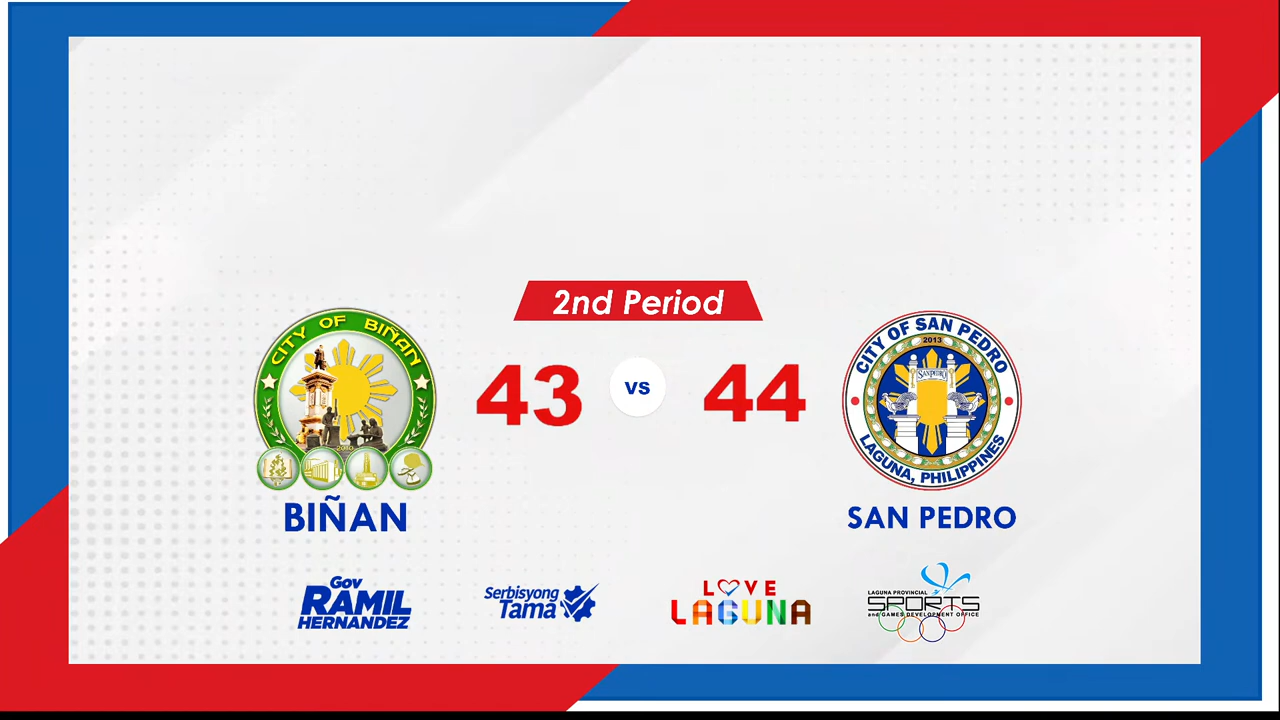 2nd Period
CITY OF BIÑAN
2010
43
vs
44
CITY OF SAN PEDRO
2013
SAN PEDRO
LAGUNA, PHILIPPINES
BIÑAN
SAN PEDRO
Gov
RAMIL
HERNANDEZ
Serbisyong
Tama
LOVE
LAGUNA
LAGUNA PROVINCIAL
SPORTS
and GAMES DEVELOPMENT OFFICE